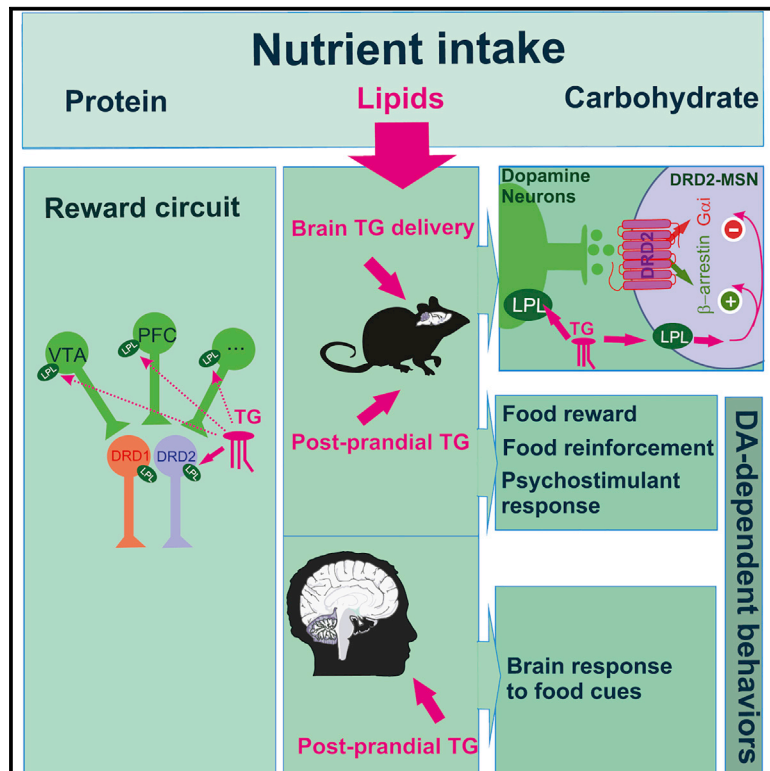 Nutrient intake
Protein
Lipids
Carbohydrate
Reward circuit
VTA
LPL
PFC
LPL
...
LPL
TG
DRD1
LPL
DRD2
LPL
Brain TG delivery
Post-prandial TG
Post-prandial TG
Dopamine
Neurons
DRD2-MSN
DRD2
Gαi
β-arrestin
−
+
LPL
TG
LPL
Food reward
Food reinforcement
Psychostimulant
response
Brain response
to food cues
DA-dependent behaviors